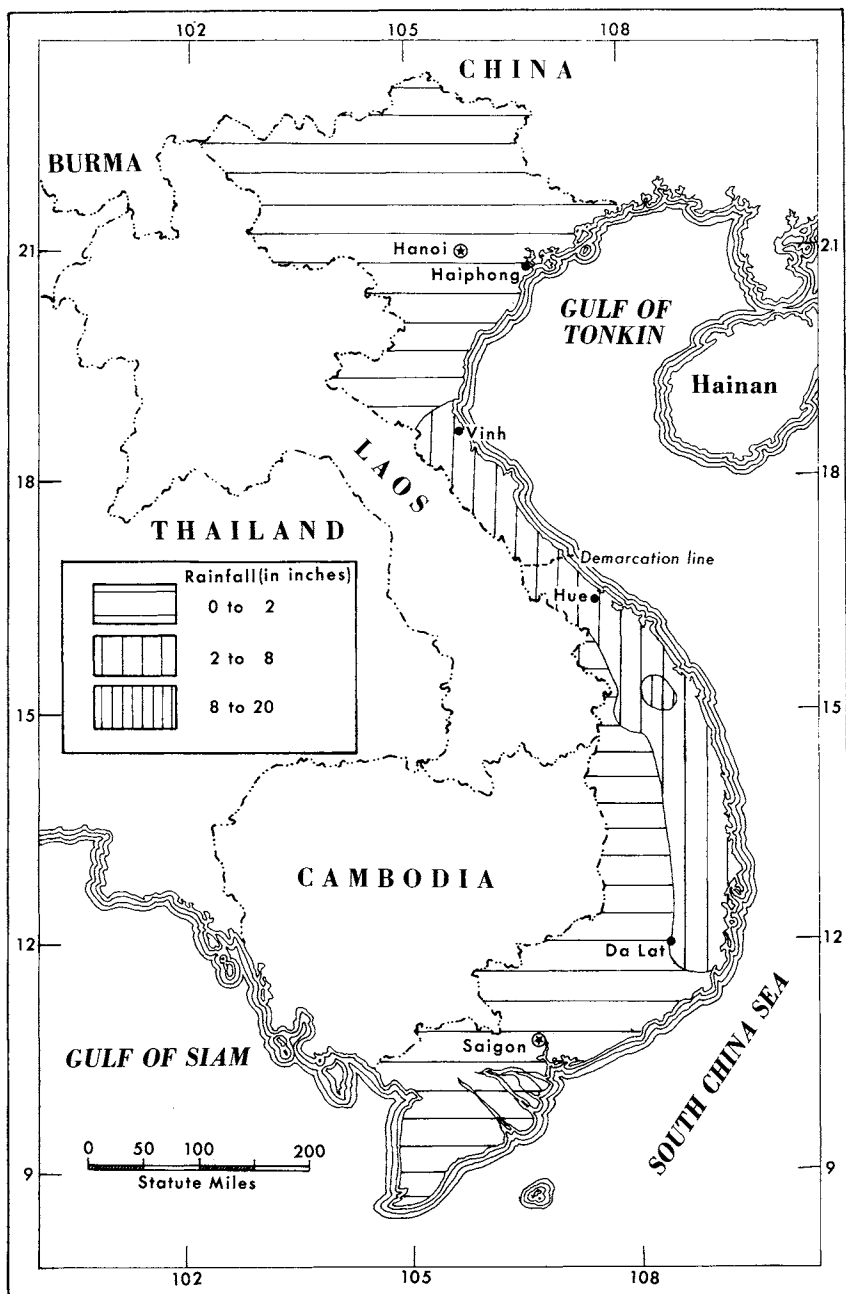 102 105 108
CHINA
BURMA
21 Hanoi 21
Haiphong
GULF OF
TONKIN
Hainan
Vinh
LAOS
18 18
THAILAND
Demarcation line
Rainfall (in inches)
0 to 2
2 to 8
8 to 20
Hue
15 15
CAMBODIA
12 Da Lat 12
GULF OF SIAM
Saigon
SOUTH CHINA SEA
0 50 100 200
Statute Miles
9 9
102 105 108